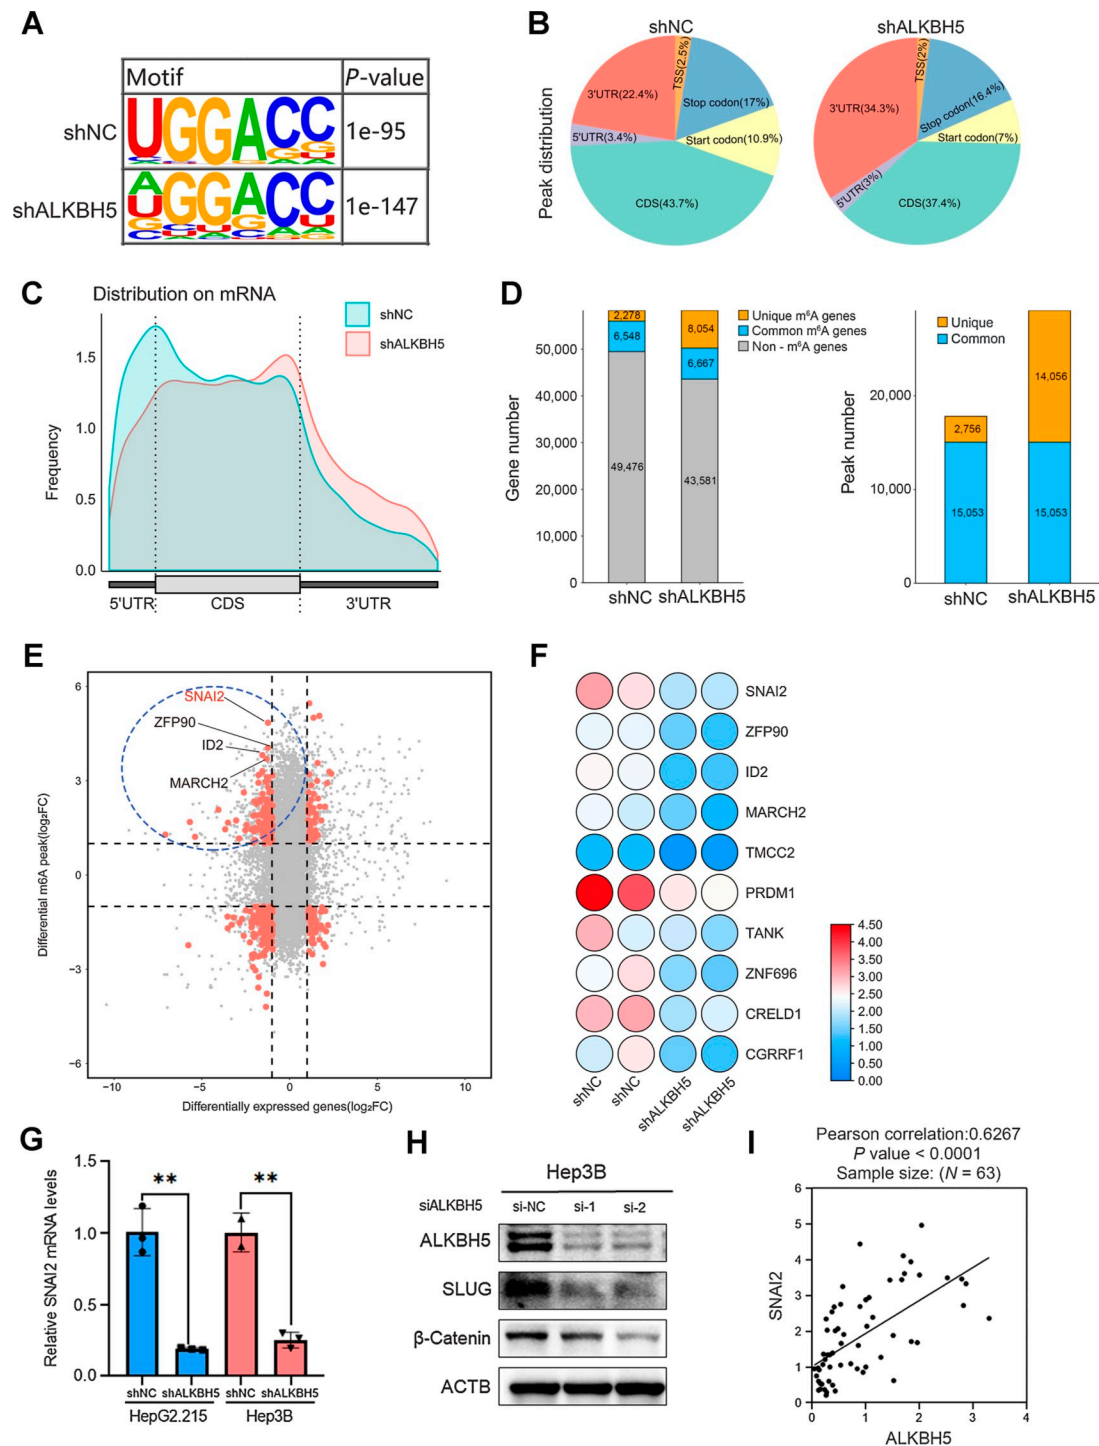 A
Motif P-value
shNC UGGACC 1e-95
shALKBH5 1e-147
B
shNC
shALKBH5
Peak distribution
TSS(2.5%)
Stop codon(17%)
Start codon(10.9%)
CDS(43.7%)
5'UTR(3.4%)
3'UTR(22.4%)
TSS(2%)
Stop codon(16.4%)
Start codon(7%)
CDS(37.4%)
5'UTR(3%)
3'UTR(34.3%)
C
Distribution on mRNA
shNC
shALKBH5
Frequency
1.5
1.0
0.5
0.0
5'UTR CDS 3'UTR
D
Gene number
50,000
40,000
30,000
20,000
10,000
0
2,278
6,548
49,476
8,054
6,667
43,581
shNC shALKBH5
Unique m⁶A genes
Common m⁶A genes
Non - m⁶A genes
Peak number
20,000
10,000
0
Unique
Common
2,756
15,053
14,056
15,053
shNC shALKBH5
E
Differential m6A peak(log₂FC)
6
3
0
−3
−6
SNAI2
ZFP90
ID2
MARCH2
−10 −5 0 5 10
Differentially expressed genes(log₂FC)
F
SNAI2
ZFP90
ID2
MARCH2
TMCC2
PRDM1
TANK
ZNF696
CRELD1
CGRRF1
shNC shNC shALKBH5 shALKBH5
4.50
4.00
3.50
3.00
2.50
2.00
1.50
1.00
0.50
0.00
G
Relative SNAI2 mRNA levels
1.5
1.0
0.5
0.0
** **
shNC shALKBH5 shNC shALKBH5
HepG2.215 Hep3B
H
Hep3B
siALKBH5 si-NC si-1 si-2
ALKBH5
SLUG
β-Catenin
ACTB
I
Pearson correlation:0.6267
P value < 0.0001
Sample size: (N = 63)
SNAI2
6
5
4
3
2
1
0
0 1 2 3 4
ALKBH5